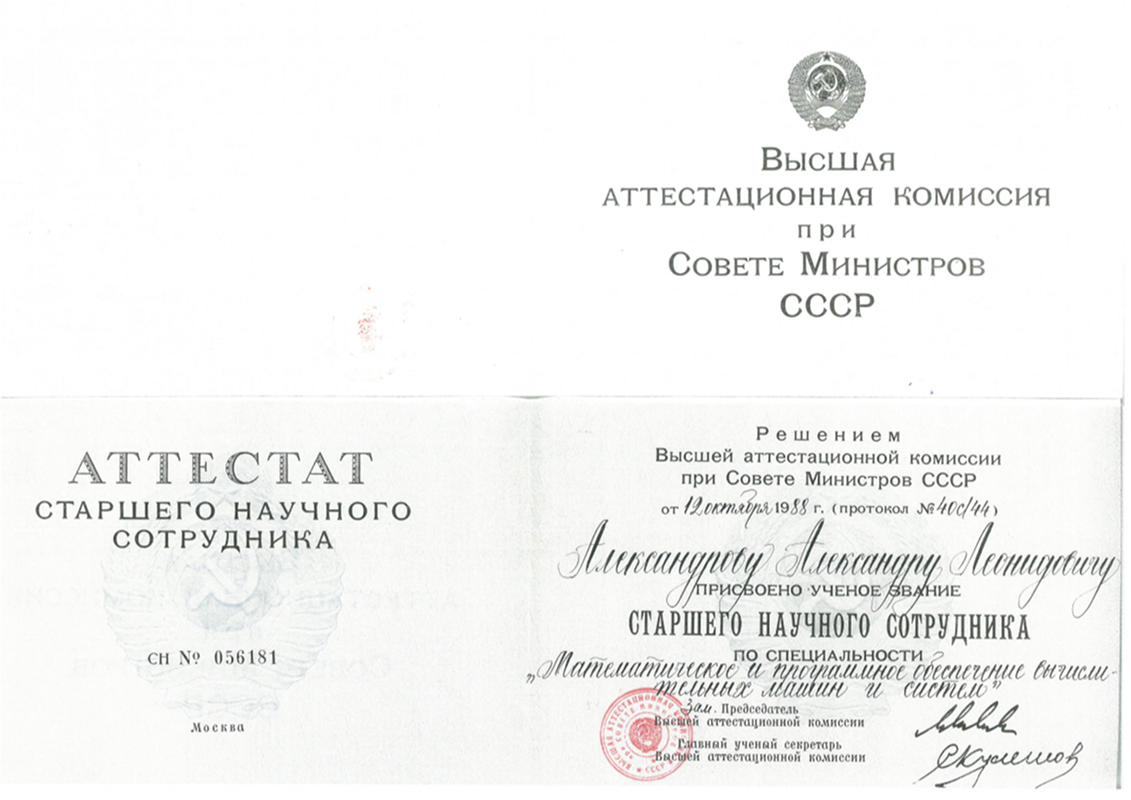 Высшая
аттестационная комиссия
при
Совете Министров
СССР
АТТЕСТАТ
СТАРШЕГО НАУЧНОГО
СОТРУДНИКА
СН № 056181
Москва
Решением
Высшей аттестационной комиссии
при Совете Министров СССР
от 12 октября 1988 г. (протокол № 40с/44)
Александрову Александру Леонидовичу
ПРИСВОЕНО УЧЕНОЕ ЗВАНИЕ
СТАРШЕГО НАУЧНОГО СОТРУДНИКА
ПО СПЕЦИАЛЬНОСТИ
„Математическое и программное обеспечение вычисли-
тельных машин и систем"
Зам. Председатель
Высшей аттестационной комиссии
Главный ученый секретарь
Высшей аттестационной комиссии
СКулешов